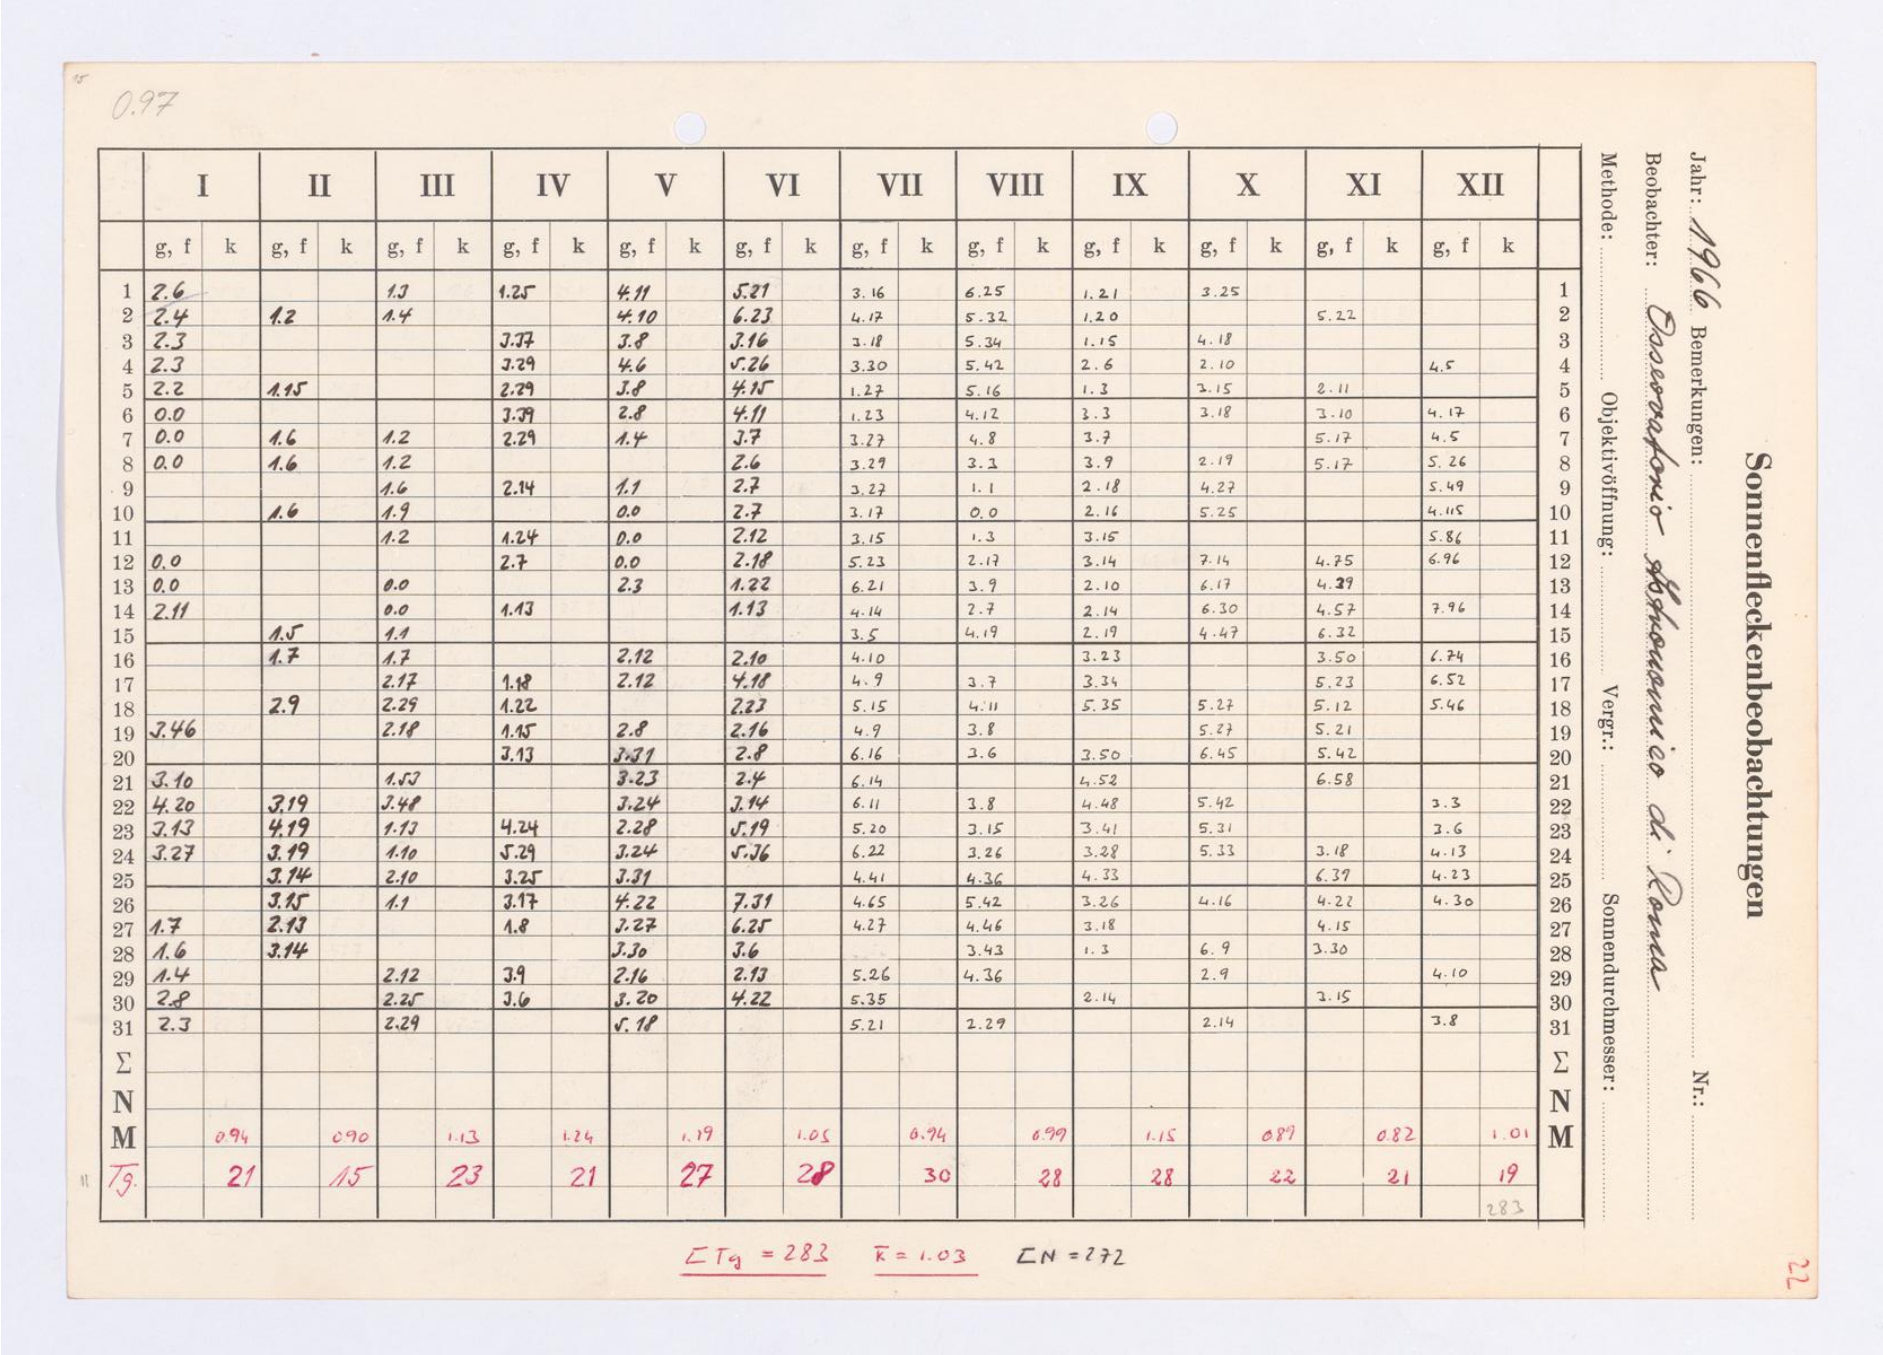 0.97
I II III IV V VI VII VIII IX X XI XII
g, f k g, f k g, f k g, f k g, f k g, f k g, f k g, f k g, f k g, f k g, f k g, f k
1 2.6 1.3 1.25 4.11 5.21 3.16 6.25 1.21 3.25 1
2 2.4 1.2 1.4 4.10 6.23 4.17 5.32 1.20 5.22 2
3 2.3 3.37 3.8 3.16 3.18 5.34 1.15 4.18 3
4 2.3 3.29 4.6 5.26 3.30 5.42 2.6 2.10 4.5 4
5 2.2 1.15 2.29 3.8 4.15 1.27 5.16 1.3 3.15 2.11 5
6 0.0 3.39 2.8 4.11 1.23 4.12 3.3 3.18 3.10 4.17 6
7 0.0 1.6 1.2 2.29 1.4 3.7 3.27 4.8 3.7 5.17 4.5 7
8 0.0 1.6 1.2 2.6 3.29 3.3 3.9 2.19 5.17 5.26 8
9 1.6 2.14 1.1 2.7 3.27 1.1 2.18 4.27 5.49 9
10 1.6 1.9 0.0 2.7 3.17 0.0 2.16 5.25 4.115 10
11 1.2 1.24 0.0 2.12 3.15 1.3 3.15 5.86 11
12 0.0 2.7 0.0 2.18 5.23 2.17 3.14 7.14 4.75 6.96 12
13 0.0 0.0 2.3 1.22 6.21 3.9 2.10 6.17 4.39 13
14 2.11 0.0 1.13 1.13 4.14 2.7 2.14 6.30 4.57 7.96 14
15 1.5 1.1 3.5 4.19 2.19 4.47 6.32 15
16 1.7 1.7 2.12 2.10 4.10 3.23 3.50 6.74 16
17 2.17 1.18 2.12 4.18 4.9 3.7 3.34 5.23 6.52 17
18 2.9 2.29 1.22 2.23 5.15 4.11 5.35 5.27 5.12 5.46 18
19 3.46 2.18 1.15 2.8 2.16 4.9 3.8 5.27 5.21 19
20 3.13 3.31 2.8 6.16 3.6 3.50 6.45 5.42 20
21 3.10 1.53 3.23 2.4 6.14 4.52 6.58 21
22 4.20 3.19 3.48 3.24 3.14 6.11 3.8 4.48 5.42 3.3 22
23 3.13 4.19 1.13 4.24 2.28 5.19 5.20 3.15 3.41 5.31 3.6 23
24 3.27 3.19 1.10 5.29 3.24 5.36 6.22 3.26 3.28 5.33 3.18 4.13 24
25 3.14 2.10 3.25 3.31 4.41 4.36 4.33 6.37 4.23 25
26 3.15 1.1 3.17 4.22 7.31 4.65 5.42 3.26 4.16 4.22 4.30 26
27 1.7 2.13 1.8 3.27 6.25 4.27 4.46 3.18 4.15 27
28 1.6 3.14 3.30 3.6 3.43 1.3 6.9 3.30 28
29 1.4 2.12 3.9 2.16 2.13 5.26 4.36 2.9 4.10 29
30 2.8 2.25 3.6 3.20 4.22 5.35 2.14 3.15 30
31 2.3 2.29 5.18 5.21 2.29 2.14 3.8 31
Σ Σ
N N
M 0.94 0.90 1.13 1.24 1.19 1.05 0.94 0.99 1.15 0.89 0.82 1.01 M
Tg. 21 15 23 21 27 28 30 28 28 22 21 19
283
ΣTg = 283 k̅ = 1.03 ΣN = 272
Sonnenfleckenbeobachtungen
Jahr: 1966 Bemerkungen: Nr.:
Beobachter: Osservatorio Astronomico di Roma
Methode: Objektivöffnung: Vergr.: Sonnendurchmesser:
22